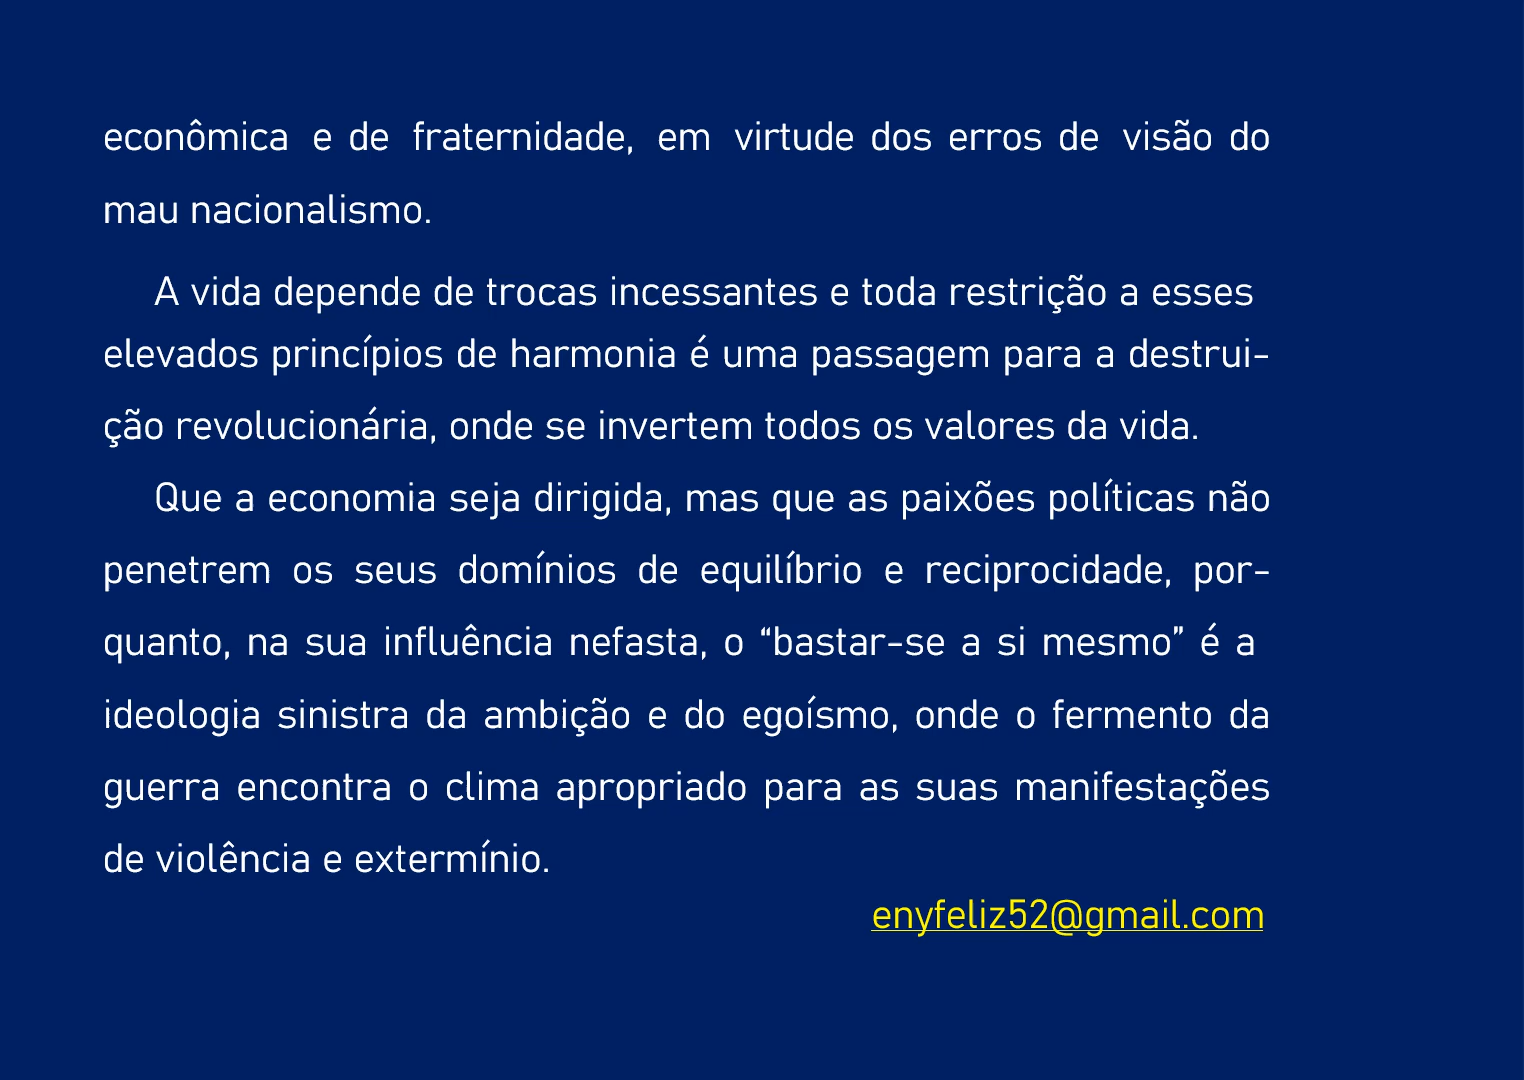 econômica e de fraternidade, em virtude dos erros de visão do
mau nacionalismo.
A vida depende de trocas incessantes e toda restrição a esses
elevados princípios de harmonia é uma passagem para a destrui-
ção revolucionária, onde se invertem todos os valores da vida.
Que a economia seja dirigida, mas que as paixões políticas não
penetrem os seus domínios de equilíbrio e reciprocidade, por-
quanto, na sua influência nefasta, o “bastar-se a si mesmo” é a
ideologia sinistra da ambição e do egoísmo, onde o fermento da
guerra encontra o clima apropriado para as suas manifestações
de violência e extermínio.
enyfeliz52@gmail.com